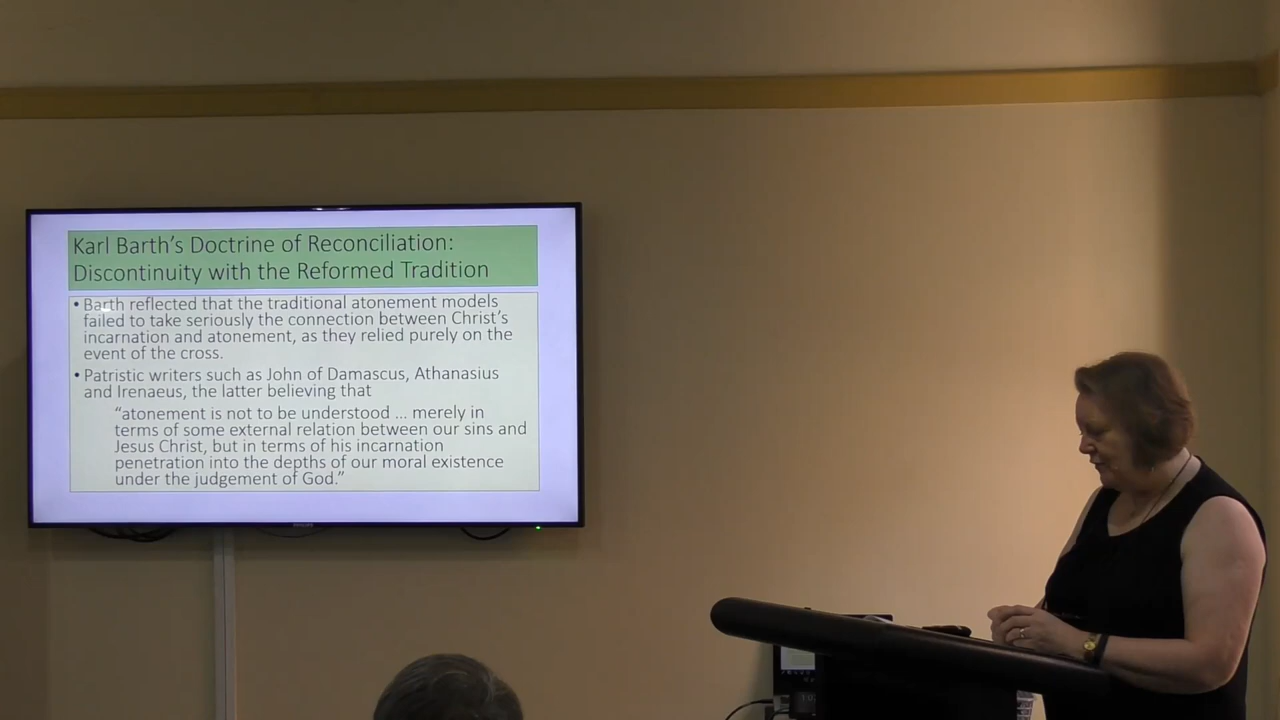 Karl Barth's Doctrine of Reconciliation:
Discontinuity with the Reformed Tradition
• Barth reflected that the traditional atonement models
failed to take seriously the connection between Christ's
incarnation and atonement, as they relied purely on the
event of the cross.
• Patristic writers such as John of Damascus, Athanasius
and Irenaeus, the latter believing that
“atonement is not to be understood … merely in
terms of some external relation between our sins and
Jesus Christ, but in terms of his incarnation
penetration into the depths of our moral existence
under the judgement of God.”
PHILIPS